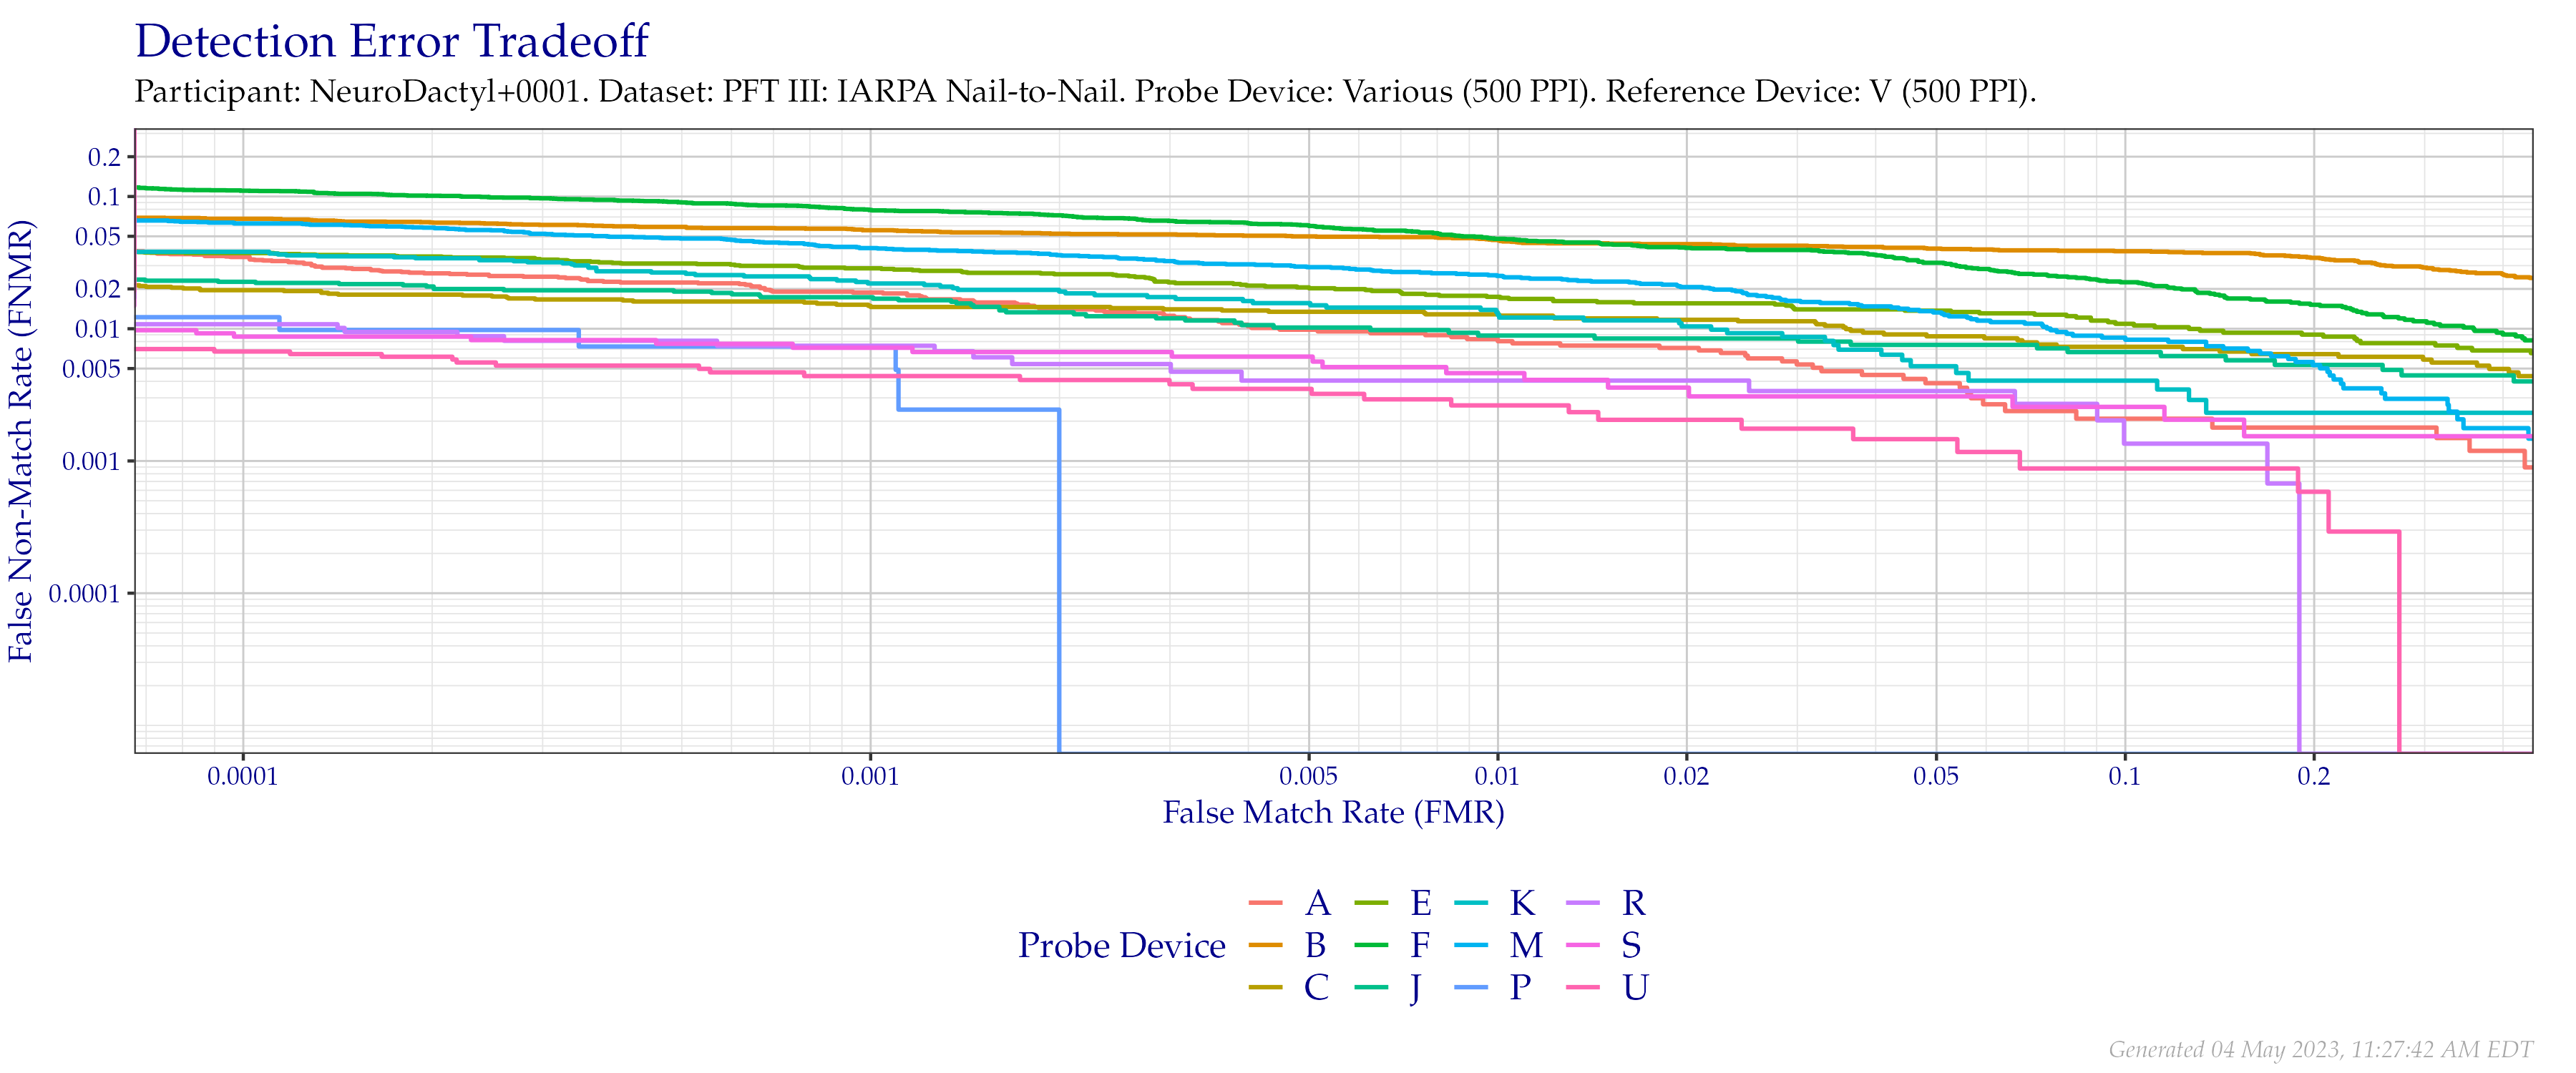 Detection Error Tradeoff
Participant: NeuroDactyl+0001. Dataset: PFT III: IARPA Nail-to-Nail. Probe Device: Various (500 PPI). Reference Device: V (500 PPI).
False Non-Match Rate (FNMR)
0.2
0.1
0.05
0.02
0.01
0.005
0.001
0.0001
0.0001 0.001 0.005 0.01 0.02 0.05 0.1 0.2
False Match Rate (FMR)
A E K R
Probe Device B F M S
C J P U
Generated 04 May 2023, 11:27:42 AM EDT